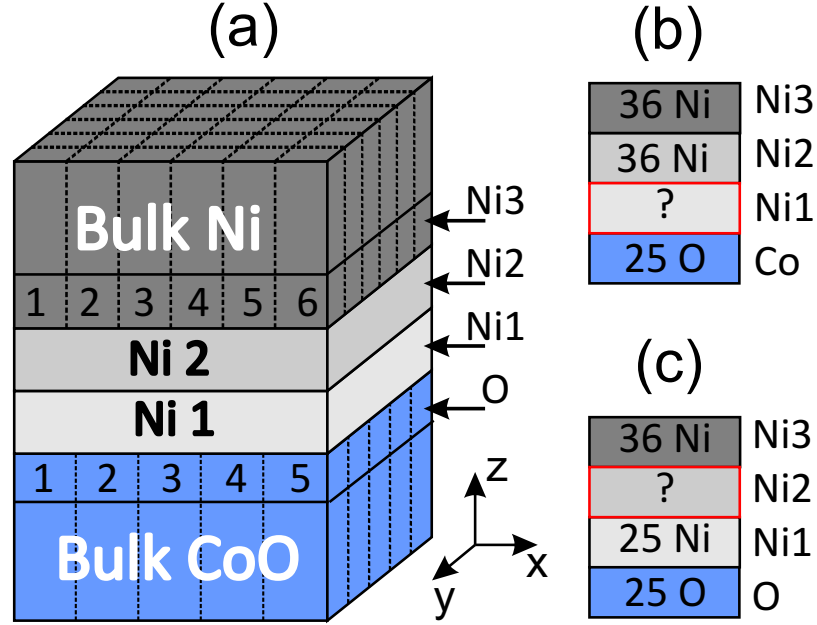 (a)
Bulk Ni
1 2 3 4 5 6
Ni 2
Ni 1
1 2 3 4 5
Bulk CoO
Ni3
Ni2
Ni1
O
z
x
y
(b)
36 Ni Ni3
36 Ni Ni2
? Ni1
25 O Co
(c)
36 Ni Ni3
? Ni2
25 Ni Ni1
25 O O